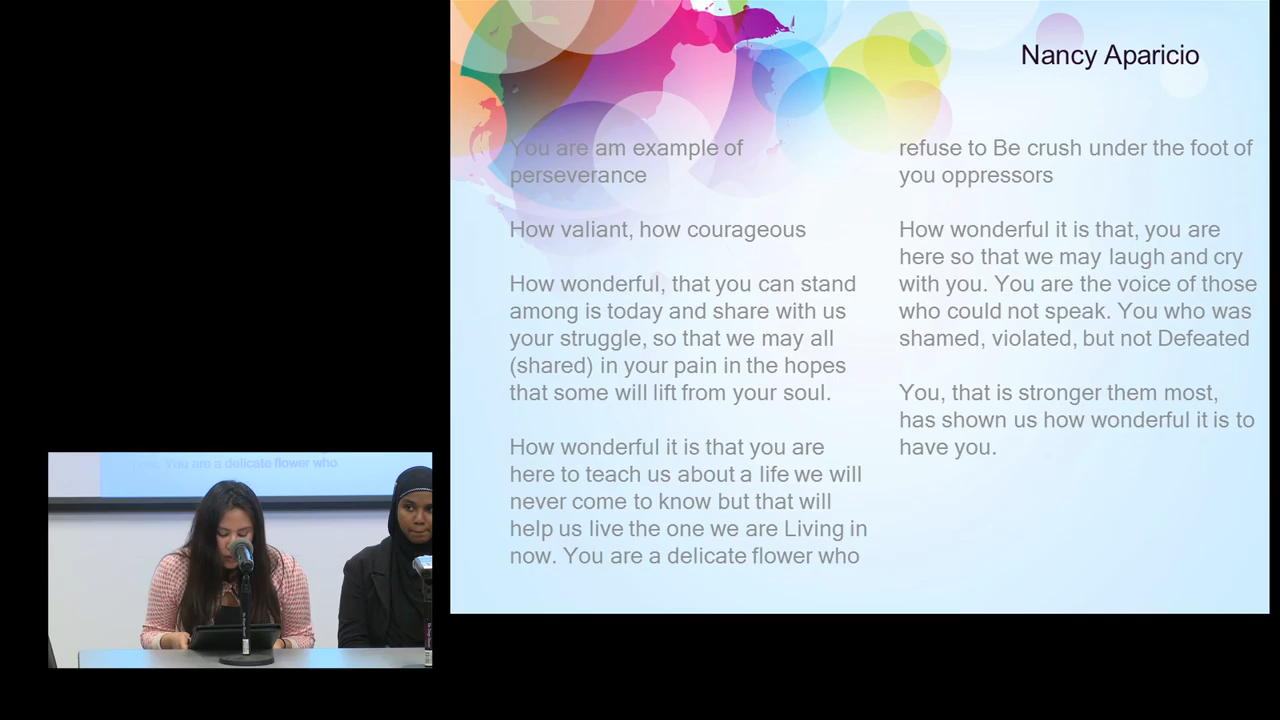 Nancy Aparicio
You are am example of
perseverance
How valiant, how courageous
How wonderful, that you can stand
among is today and share with us
your struggle, so that we may all
(shared) in your pain in the hopes
that some will lift from your soul.
How wonderful it is that you are
here to teach us about a life we will
never come to know but that will
help us live the one we are Living in
now. You are a delicate flower who
refuse to Be crush under the foot of
you oppressors
How wonderful it is that, you are
here so that we may laugh and cry
with you. You are the voice of those
who could not speak. You who was
shamed, violated, but not Defeated
You, that is stronger them most,
has shown us how wonderful it is to
have you.
You are a delicate flower who